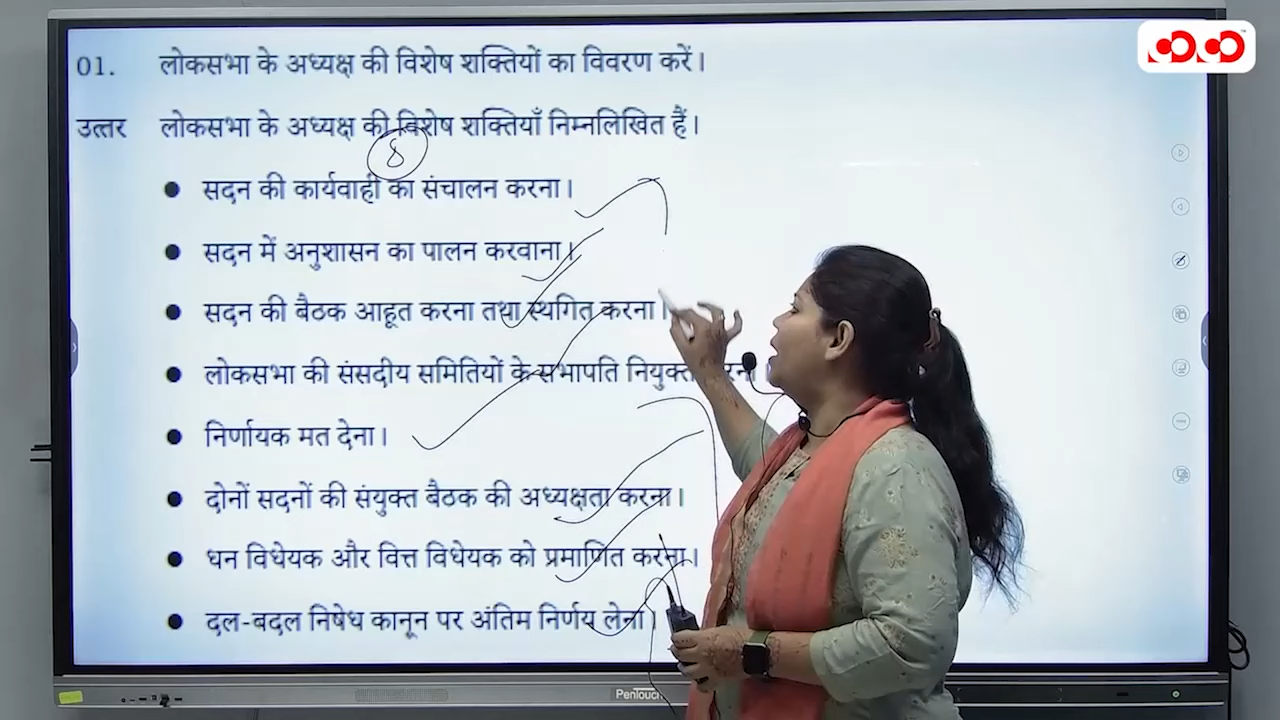 01. लोकसभा के अध्यक्ष की विशेष शक्तियों का विवरण करें।
उत्तर लोकसभा के अध्यक्ष की विशेष शक्तियाँ निम्नलिखित हैं।
8
● सदन की कार्यवाही का संचालन करना।
● सदन में अनुशासन का पालन करवाना।
● सदन की बैठक आहूत करना तथा स्थगित करना।
● लोकसभा की संसदीय समितियों के सभापति नियुक्त करना
● निर्णायक मत देना।
● दोनों सदनों की संयुक्त बैठक की अध्यक्षता करना।
● धन विधेयक और वित्त विधेयक को प्रमाणित करना।
● दल-बदल निषेध कानून पर अंतिम निर्णय लेना।
PenTouch